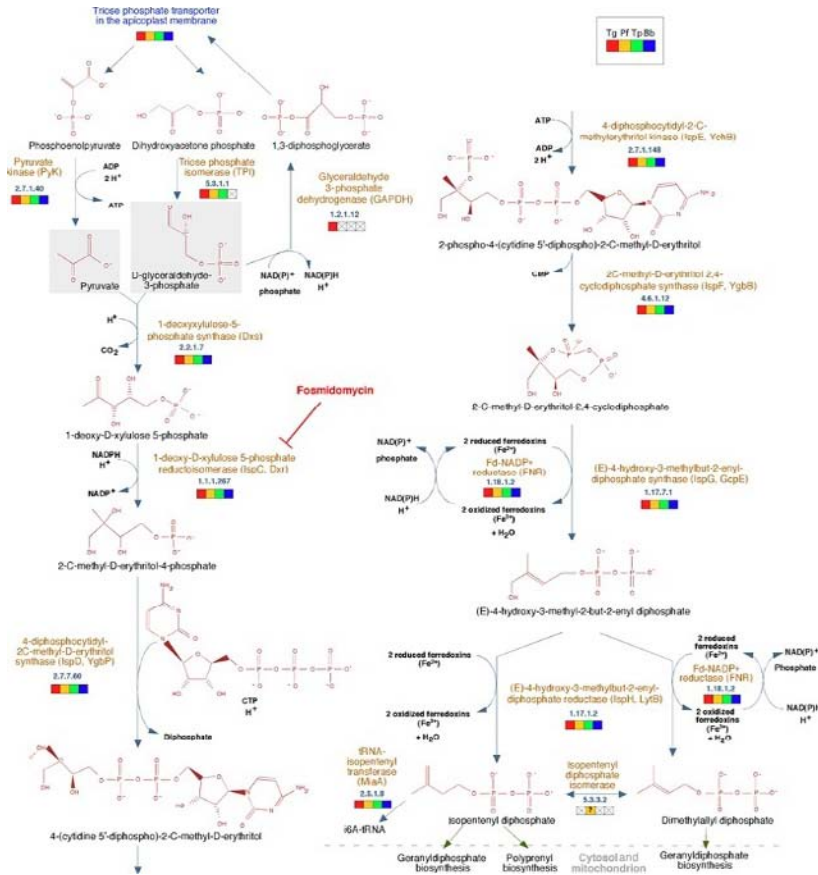 Triose phosphate transporter
in the apicoplast membrane
Phosphoenolpyruvate
Dihydroxyacetone phosphate
1,3-diphosphoglycerate
Pyruvate
kinase (PyK)
2.7.1.40
ADP
2 H+
ATP
Triose phosphate
isomerase (TPI)
5.3.1.1
Glyceraldehyde
3-phosphate
dehydrogenase (GAPDH)
1.2.1.12
Pyruvate
D-glyceraldehyde-
3-phosphate
NAD(P)+
phosphate
NAD(P)H
H+
H+
CO2
1-deoxyxylulose-5-
phosphate synthase (Dxs)
2.2.1.7
1-deoxy-D-xylulose 5-phosphate
Fosmidomycin
NADPH
H+
NADP+
1-deoxy-D-xylulose 5-phosphate
reductoisomerase (IspC, Dxr)
1.1.1.267
2-C-methyl-D-erythritol-4-phosphate
4-diphosphocytidyl-
2C-methyl-D-erythritol
synthase (IspD, YgbP)
2.7.7.60
CTP
H+
Diphosphate
4-(cytidine 5'-diphospho)-2-C-methyl-D-erythritol
Tg Pf Tp Bb
ATP
ADP
2 H+
4-diphosphocytidyl-2-C-
methylerythritol kinase (IspE, YchB)
2.7.1.148
2-phospho-4-(cytidine 5'-diphospho)-2-C-methyl-D-erythritol
CMP
2C-methyl-D-erythritol 2,4-
cyclodiphosphate synthase (IspF, YgbB)
4.6.1.12
2-C-methyl-D-erythritol-2,4-cyclodiphosphate
NAD(P)+
phosphate
NAD(P)H
H+
2 reduced ferredoxins
(Fe2+)
Fd-NADP+
reductase (FNR)
1.18.1.2
2 oxidized ferredoxins
(Fe3+)
+ H2O
(E)-4-hydroxy-3-methylbut-2-enyl-
diphosphate synthase (IspG, GcpE)
1.17.7.1
(E)-4-hydroxy-3-methyl-2-but-2-enyl diphosphate
2 reduced ferredoxins
(Fe2+)
2 oxidized ferredoxins
(Fe3+)
+ H2O
(E)-4-hydroxy-3-methylbut-2-enyl-
diphosphate reductase (IspH, LytB)
1.17.1.2
2 reduced
ferredoxins
(Fe2+)
Fd-NADP+
reductase (FNR)
1.18.1.2
2 oxidized
ferredoxins
(Fe3+)
+ H2O
NAD(P)+
Phosphate
NAD(P)H
H+
tRNA-
isopentenyl
transferase
(MiaA)
2.5.1.8
i6A-tRNA
Isopentenyl diphosphate
Isopentenyl
diphosphate
isomerase
5.3.3.2
?
Dimethylallyl diphosphate
Geranyldiphosphate
biosynthesis
Polyprenyl
biosynthesis
Cytosol and
mitochondrion
Geranyldiphosphate
biosynthesis